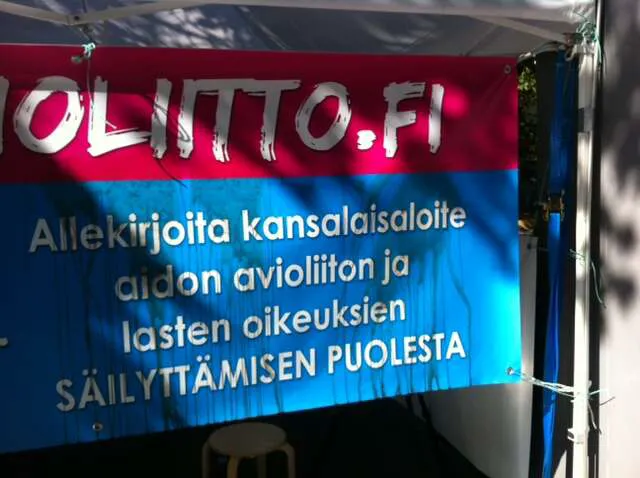 IOLIITTO.FI
Allekirjoita kansalaisaloite
aidon avioliiton ja
lasten oikeuksien
SÄILYTTÄMISEN PUOLESTA